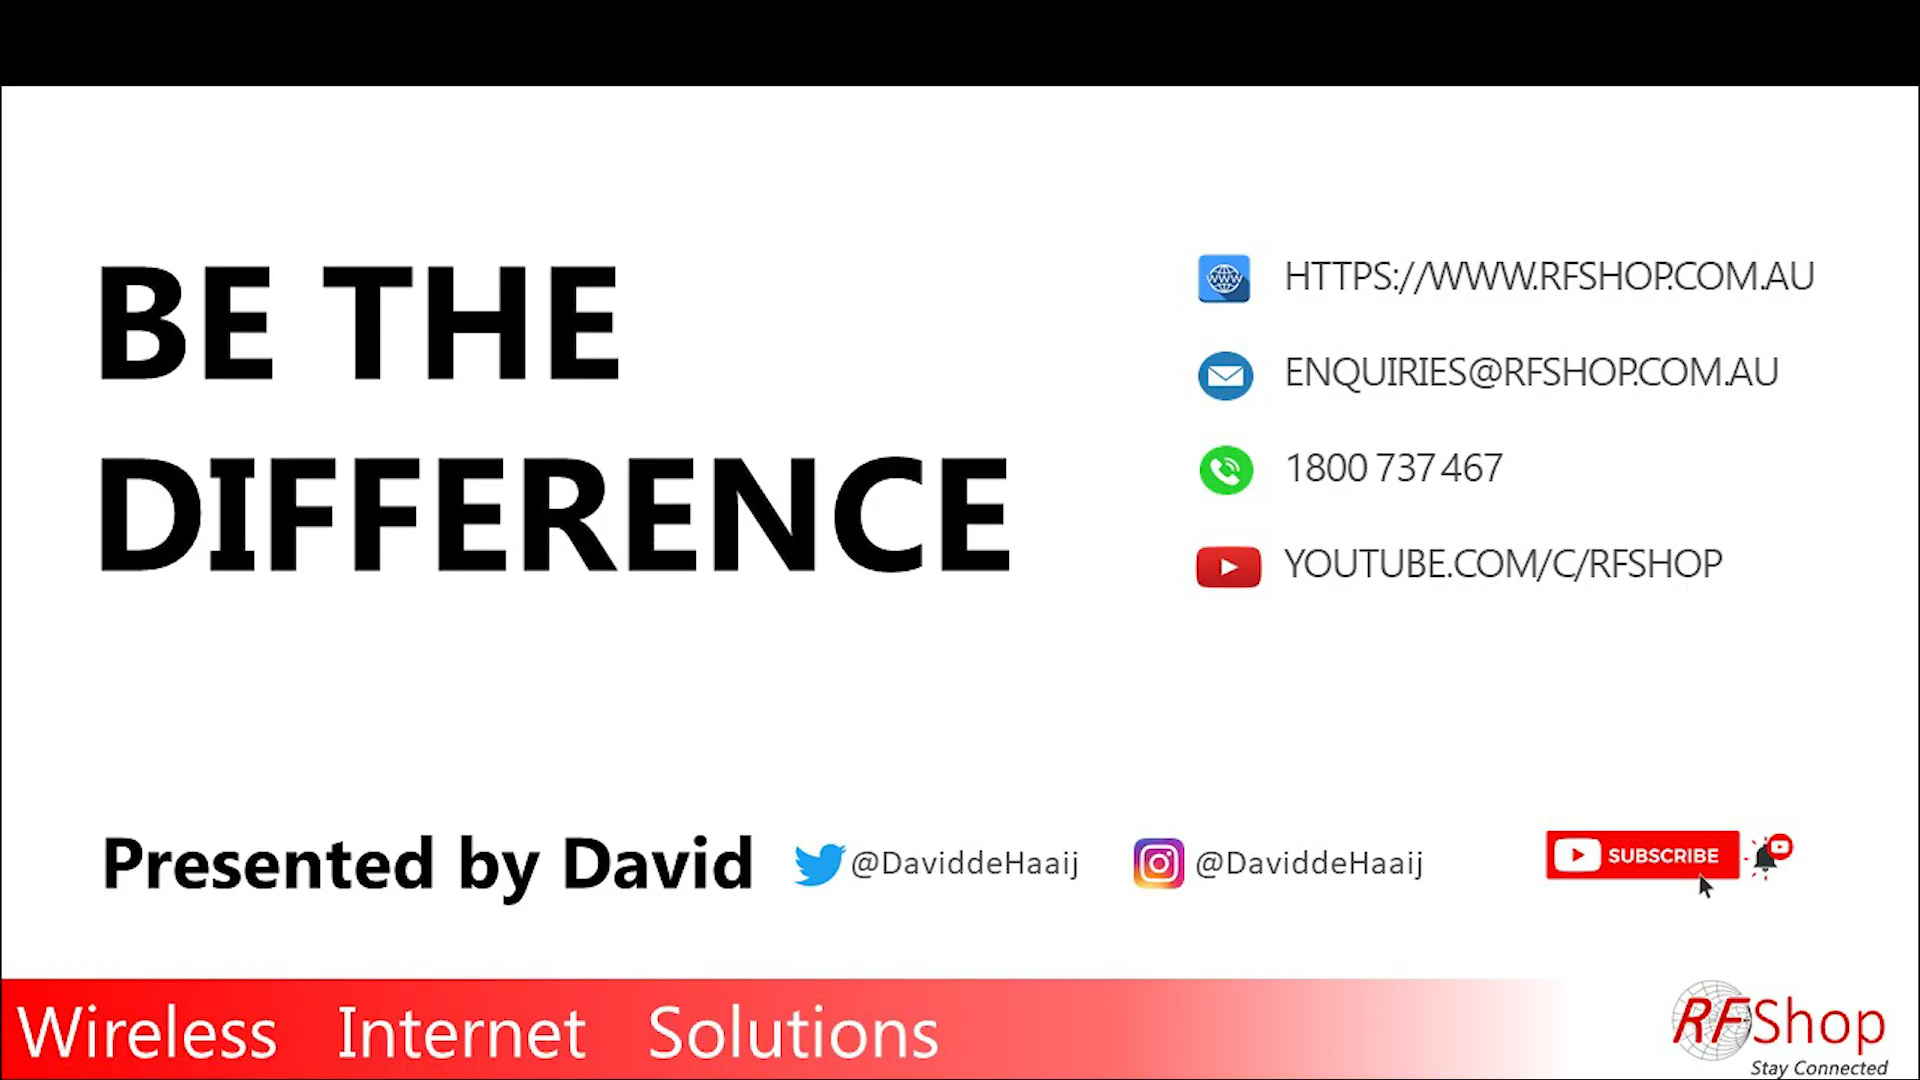 BE THE
DIFFERENCE
WWW
HTTPS://WWW.RFSHOP.COM.AU
ENQUIRIES@RFSHOP.COM.AU
1800 737 467
YOUTUBE.COM/C/RFSHOP
Presented by David @DaviddeHaaij @DaviddeHaaij SUBSCRIBE
Wireless Internet Solutions
RFShop
Stay Connected